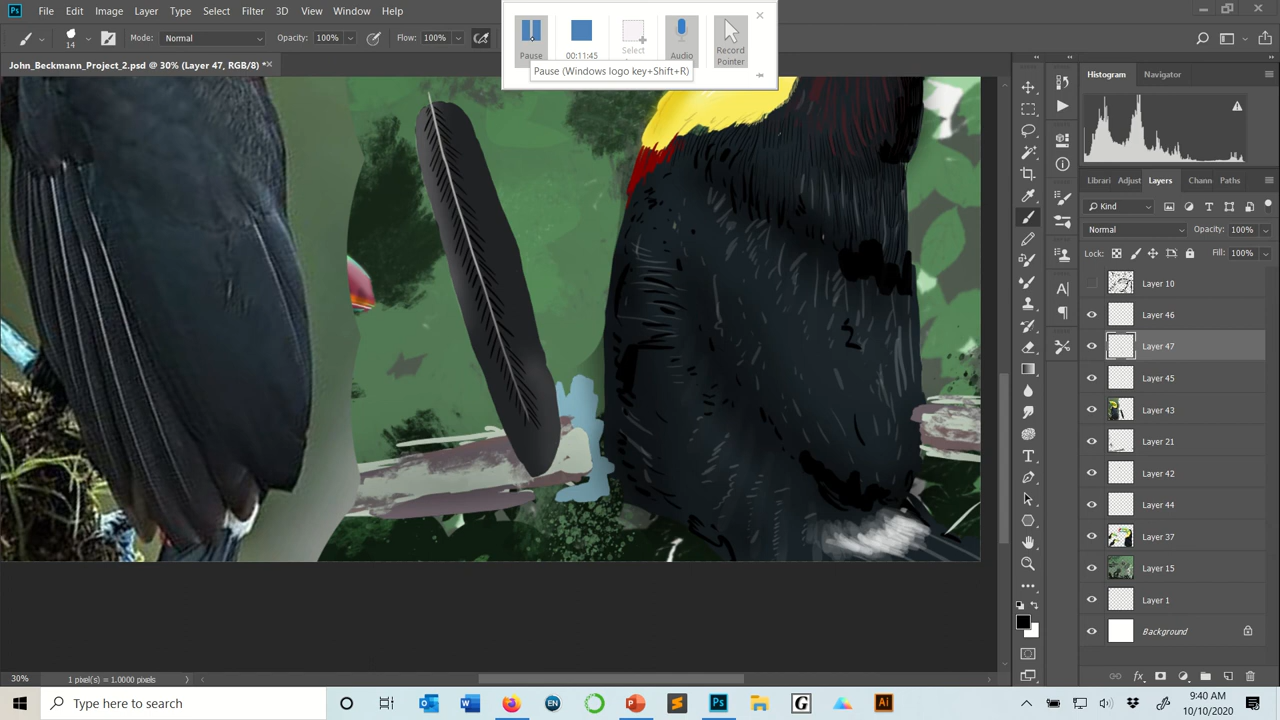 File Edit Image Layer Type Select Filter 3D View Window Help
14
Mode: Normal
Opacity: 100%
Flow: 100%
Pause
00:11:45
Select
Audio
Record
Pointer
Pause (Windows logo key+Shift+R)
John_Berkmann_Project_2.psd @ 30% (Layer 47, RGB/8) *
Histogram Navigator
Librari Adjust Layers Chann Paths
Kind
Normal Opacity: 100%
Lock: Fill: 100%
Layer 10
Layer 46
Layer 47
Layer 45
Layer 43
Layer 21
Layer 42
Layer 44
Layer 37
Layer 15
Layer 1
Background
30% 1 pixel(s) = 1.0000 pixels
Type here to search
9:40 AM
10/10/2020